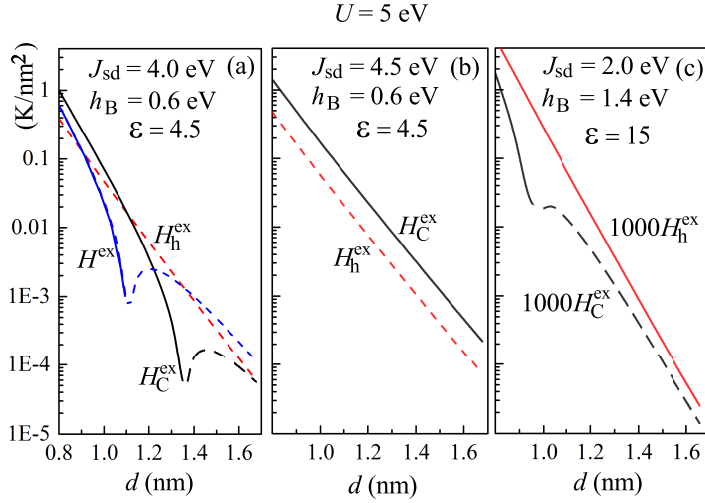 U = 5 eV
(K/nm²)
1
0.1
0.01
1E-3
1E-4
1E-5
J_sd = 4.0 eV (a)
h_B = 0.6 eV
ε = 4.5
H_h^ex
H^ex
H_C^ex
0.8 1.0 1.2 1.4 1.6
d (nm)
J_sd = 4.5 eV (b)
h_B = 0.6 eV
ε = 4.5
H_C^ex
H_h^ex
1.0 1.2 1.4 1.6
d (nm)
J_sd = 2.0 eV (c)
h_B = 1.4 eV
ε = 15
1000H_h^ex
1000H_C^ex
1.0 1.2 1.4 1.6
d (nm)